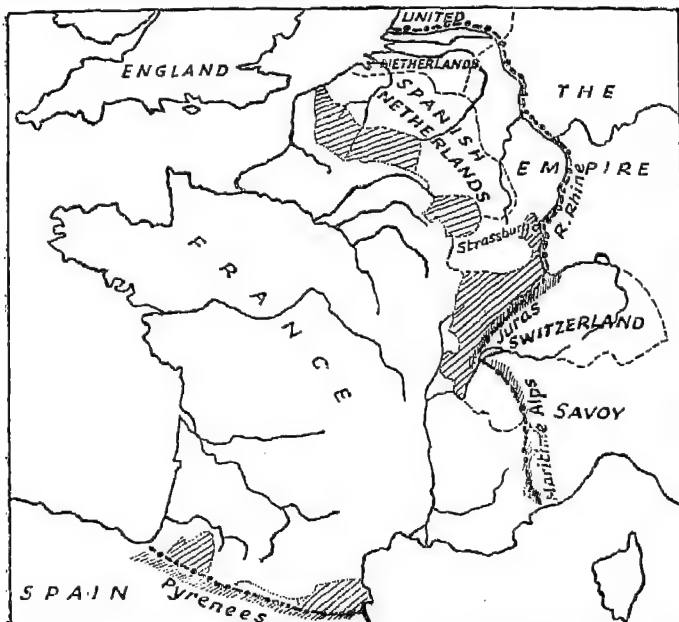 UNITED
NETHERLANDS
ENGLAND
THE
SPANISH
NETHERLANDS
EMPIRE
R. Rhine
Strassburg
FRANCE
Juras
SWITZERLAND
Maritime Alps
SAVOY
SPAIN
Pyrenees